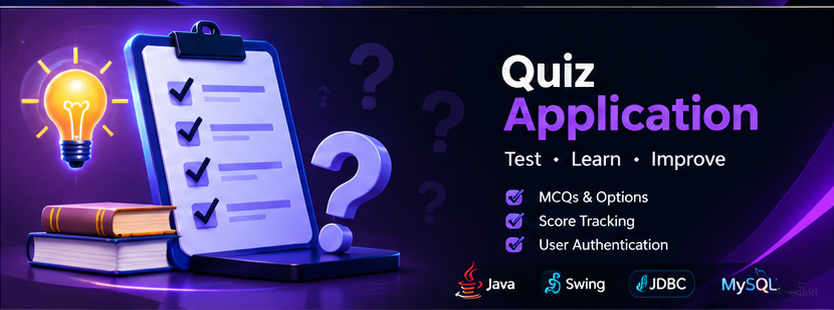 Quiz
Application
Test • Learn • Improve
MCQs & Options
Score Tracking
User Authentication
Java Swing JDBC MySQL